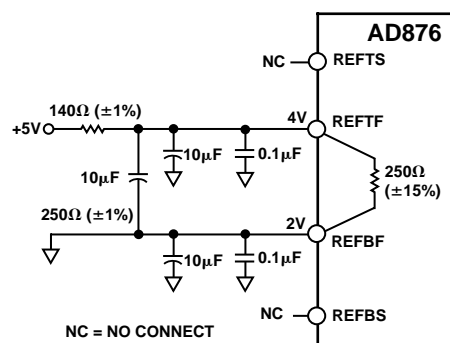 AD876
NC
REFTS
140Ω (±1%)
+5V
4V
REFTF
10μF
0.1μF
10μF
250Ω
(±15%)
250Ω (±1%)
2V
REFBF
10μF
0.1μF
NC
REFBS
NC = NO CONNECT